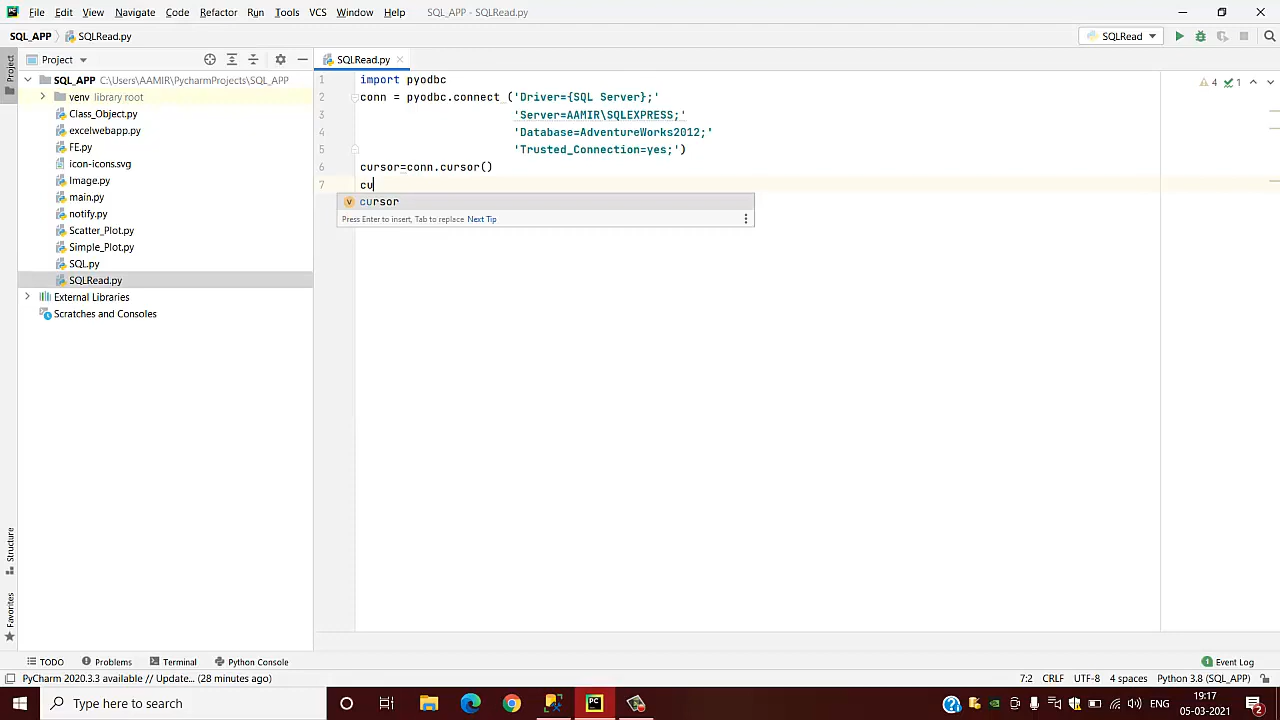 File Edit View Navigate Code Refactor Run Tools VCS Window Help SQL_APP - SQLRead.py
SQL_APP SQLRead.py SQLRead
Project SQLRead.py
Project
SQL_APP C:\Users\AAMIR\PycharmProjects\SQL_APP
venv library root
Class_Object.py
excelwebapp.py
FE.py
icon-icons.svg
Image.py
main.py
notify.py
Scatter_Plot.py
Simple_Plot.py
SQL.py
SQLRead.py
External Libraries
Scratches and Consoles
1 import pyodbc
2 conn = pyodbc.connect ('Driver={SQL Server};'
3 'Server=AAMIR\SQLEXPRESS;'
4 'Database=AdventureWorks2012;'
5 'Trusted_Connection=yes;')
6 cursor=conn.cursor()
7 cu
v cursor
Press Enter to insert, Tab to replace Next Tip
4 1
Structure
Favorites
TODO Problems Terminal Python Console 1 Event Log
PyCharm 2020.3.3 available // Update... (28 minutes ago) 7:2 CRLF UTF-8 4 spaces Python 3.8 (SQL_APP)
Type here to search
ENG
19:17
05-03-2021
2